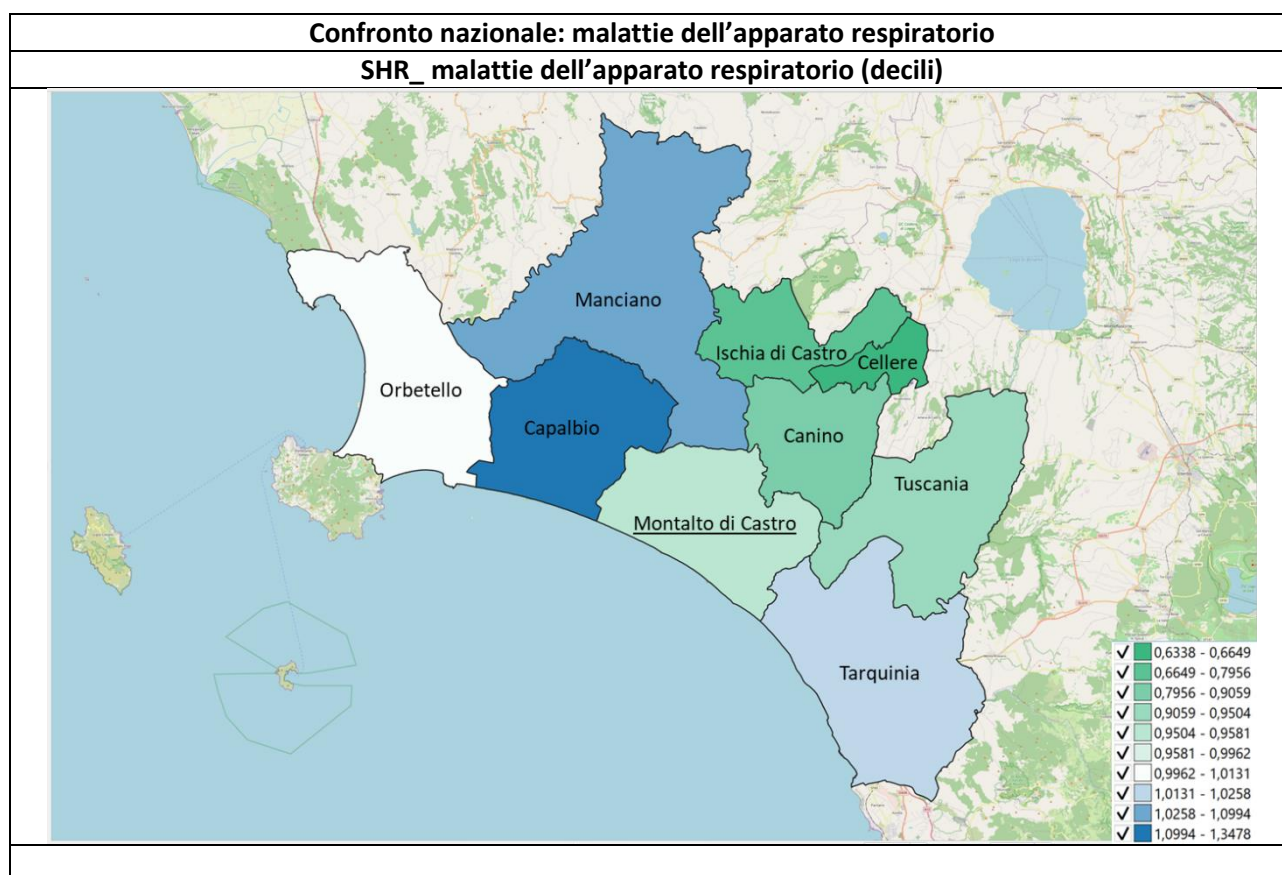 Confronto nazionale: malattie dell’apparato respiratorio
SHR_ malattie dell’apparato respiratorio (decili)
Manciano
Ischia di Castro
Cellere
Orbetello
Capalbio
Canino
Tuscania
Montalto di Castro
Tarquinia
0,6338 - 0,6649
0,6649 - 0,7956
0,7956 - 0,9059
0,9059 - 0,9504
0,9504 - 0,9581
0,9581 - 0,9962
0,9962 - 1,0131
1,0131 - 1,0258
1,0258 - 1,0994
1,0994 - 1,3478